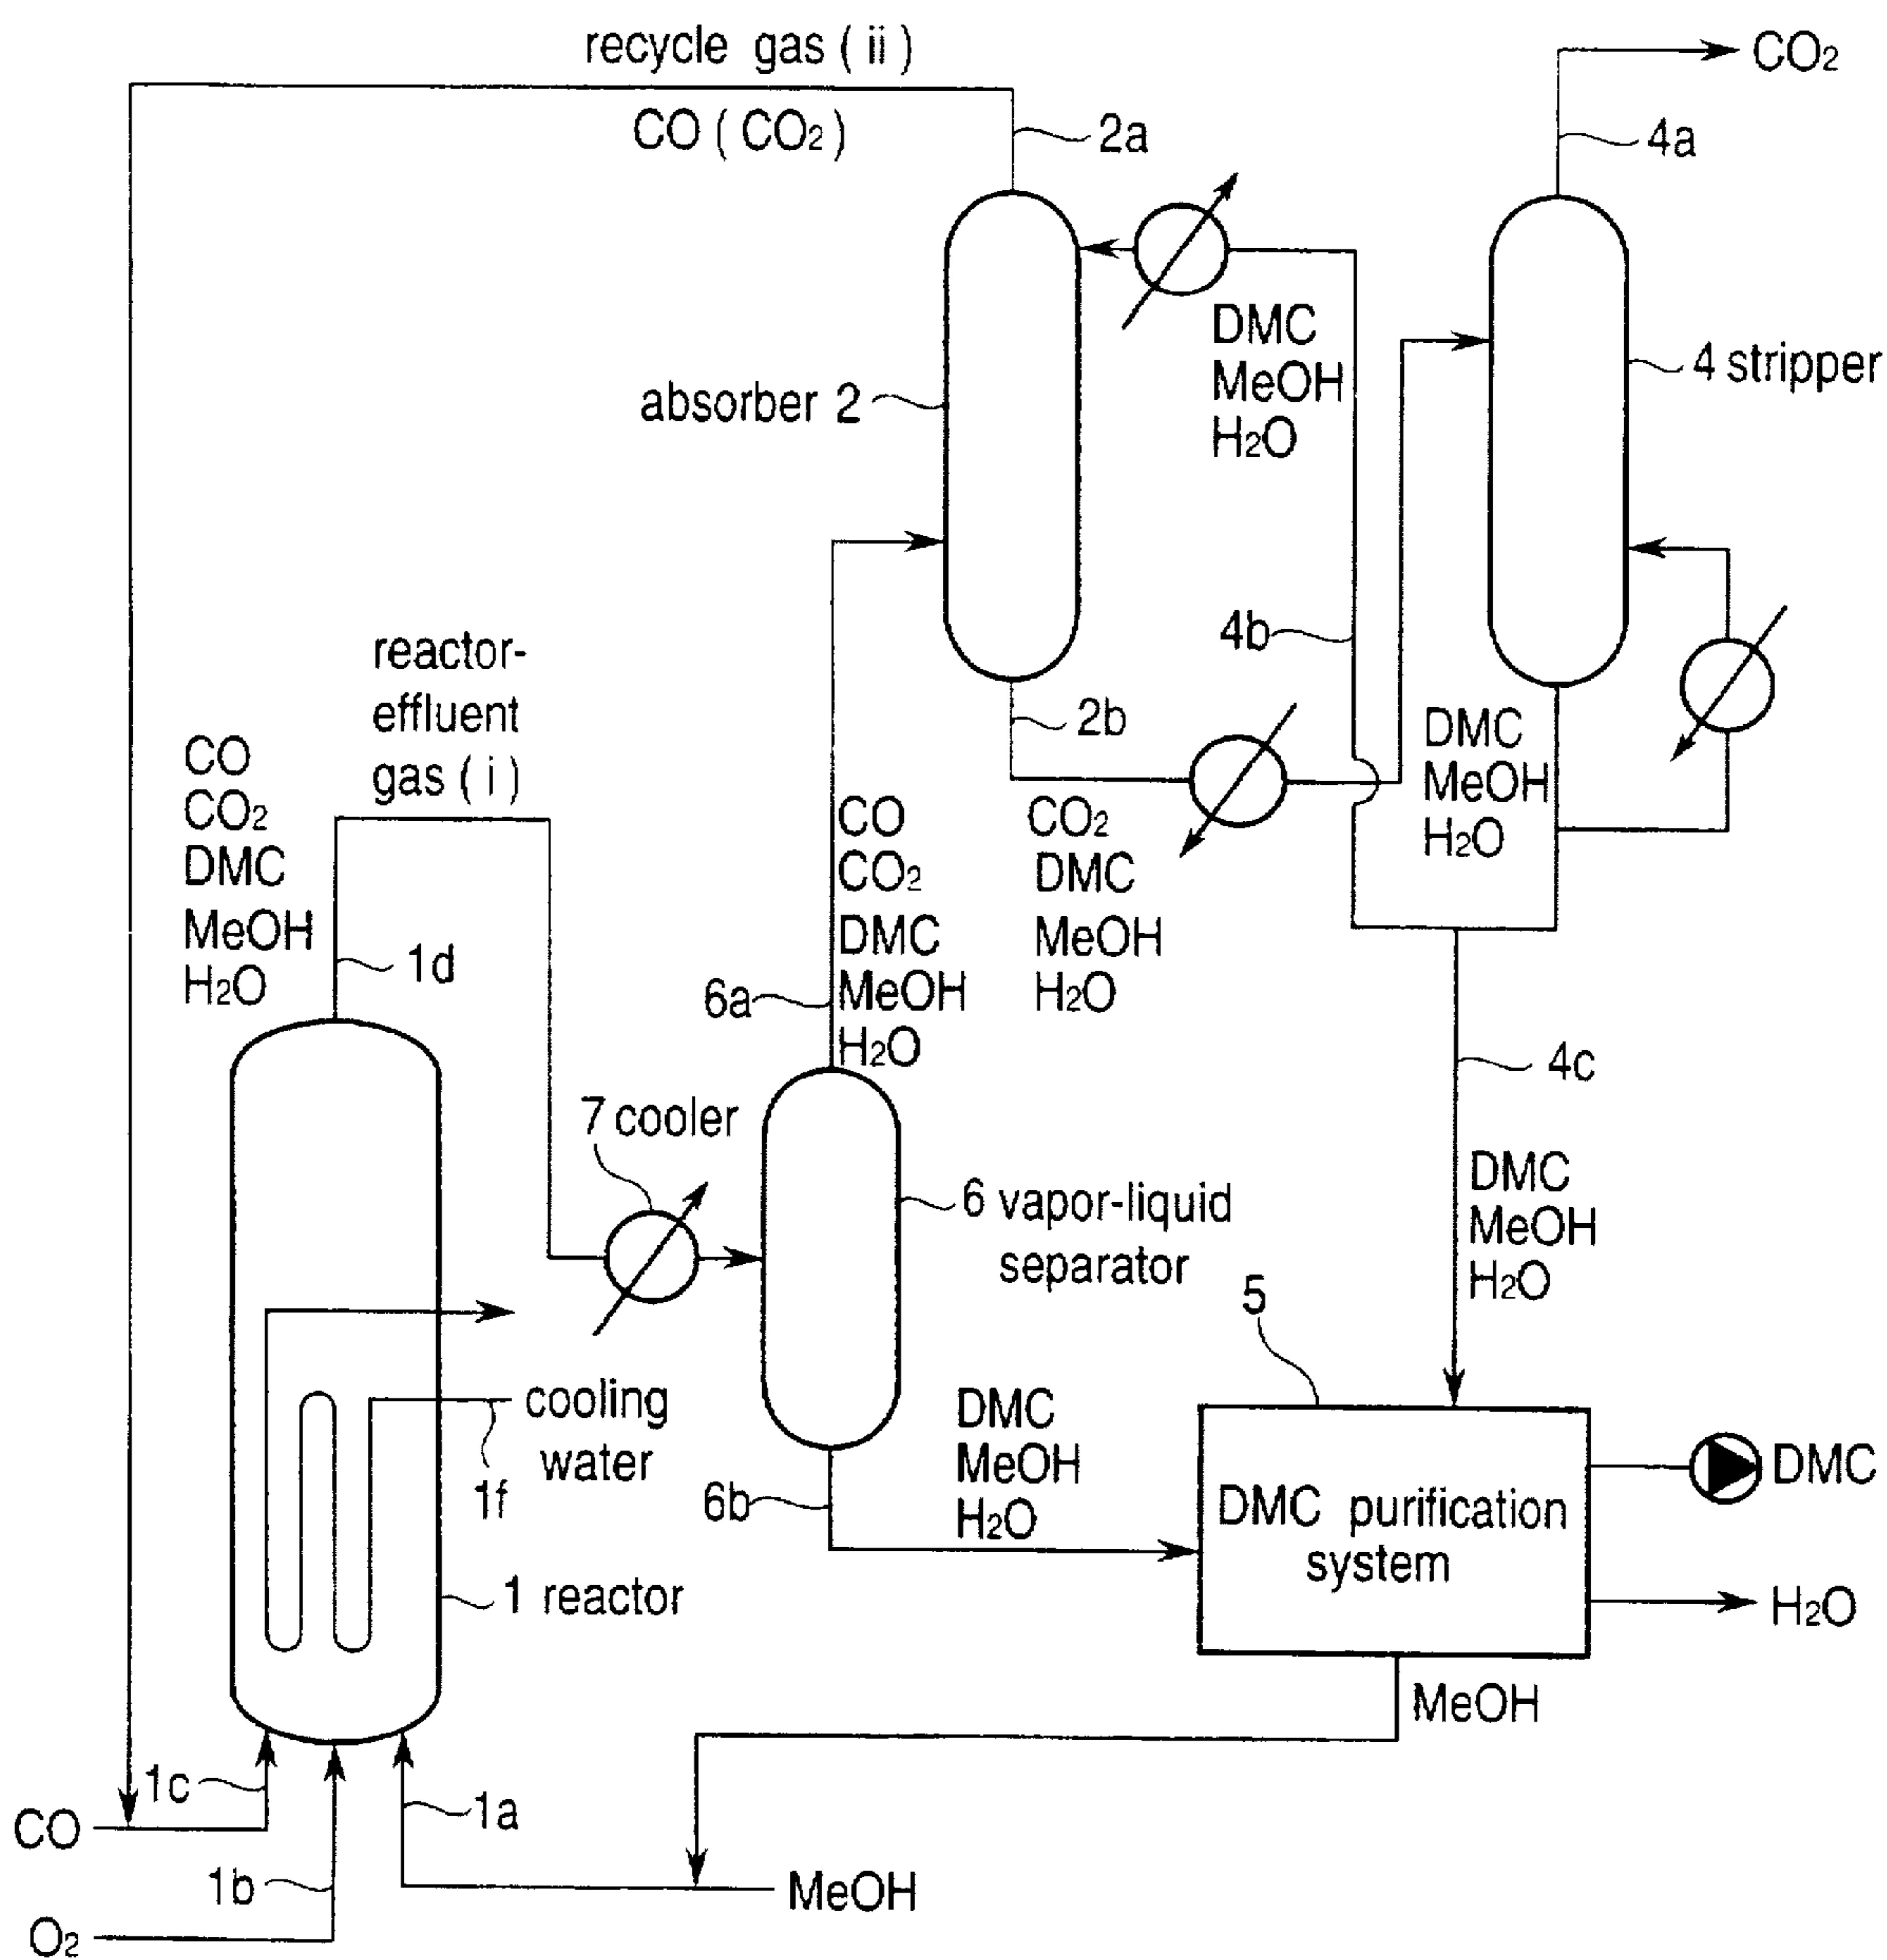 recycle gas ( ii )
CO ( CO2 )
CO2
2a
4a
DMC
MeOH
H2O
4 stripper
absorber 2
4b
reactor-
effluent
gas ( i )
2b
DMC
MeOH
H2O
CO
CO2
DMC
MeOH
H2O
1d
CO
CO2
DMC
MeOH
H2O
CO2
DMC
MeOH
H2O
6a
4c
7 cooler
6 vapor-liquid
separator
DMC
MeOH
H2O
5
cooling
water
1f
DMC
MeOH
H2O
6b
DMC purification
system
DMC
H2O
1 reactor
MeOH
1c
1a
CO
1b
MeOH
O2